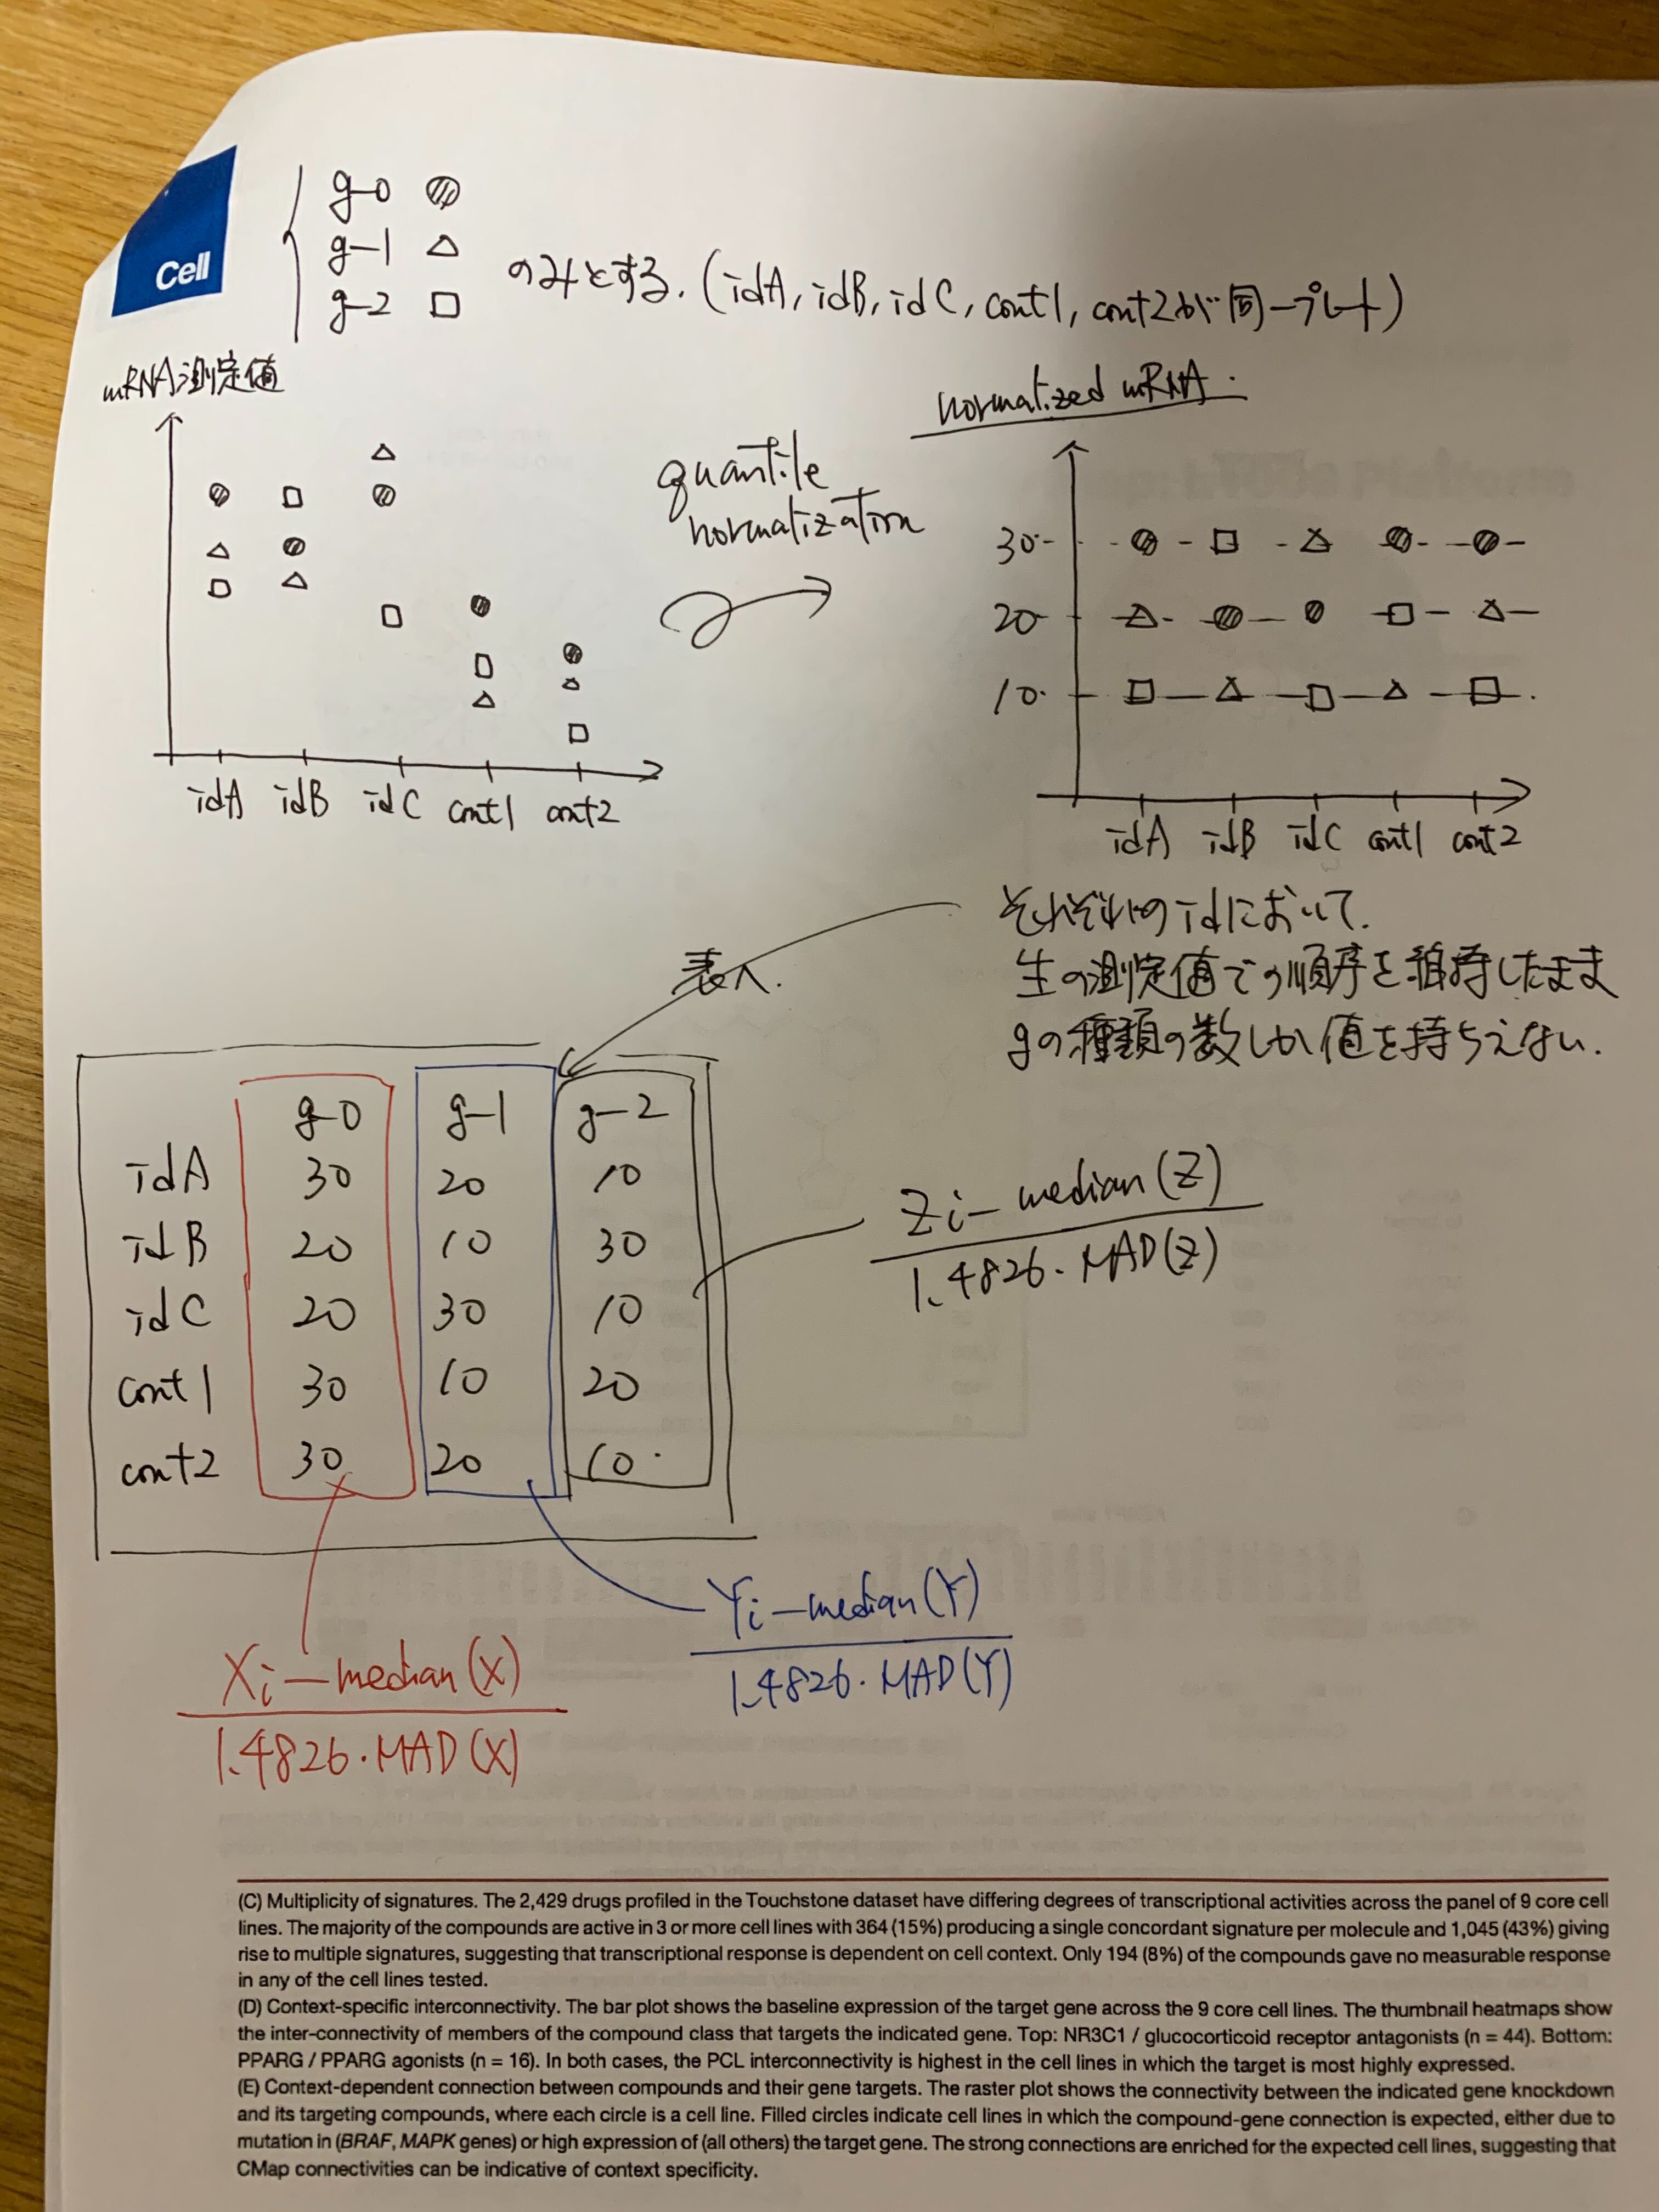 Cell
g-0
g-1
g-2
のみとする. (idA, idB, idC, cont1, cont2が同一プレート)
mRNA測定値
idA idB idC cont1 cont2
quantile
normalization
normalized mRNA.
30
20
10
idA idB idC cont1 cont2
それぞれのidにおいて.
生の測定値での順序を維持したまま
gの種類の数しか値を持ちえない.
表へ.
g-0 g-1 g-2
idA 30 20 10
idB 20 10 30
idC 20 30 10
cont1 30 10 20
cont2 30 20 10
Zi - median(Z)
1.4826・MAD(Z)
Yi - median(Y)
1.4826・MAD(Y)
Xi - median(X)
1.4826・MAD(X)
(C) Multiplicity of signatures. The 2,429 drugs profiled in the Touchstone dataset have differing degrees of transcriptional activities across the panel of 9 core cell
lines. The majority of the compounds are active in 3 or more cell lines with 364 (15%) producing a single concordant signature per molecule and 1,045 (43%) giving
rise to multiple signatures, suggesting that transcriptional response is dependent on cell context. Only 194 (8%) of the compounds gave no measurable response
in any of the cell lines tested.
(D) Context-specific interconnectivity. The bar plot shows the baseline expression of the target gene across the 9 core cell lines. The thumbnail heatmaps show
the inter-connectivity of members of the compound class that targets the indicated gene. Top: NR3C1 / glucocorticoid receptor antagonists (n = 44). Bottom:
PPARG / PPARG agonists (n = 16). In both cases, the PCL interconnectivity is highest in the cell lines in which the target is most highly expressed.
(E) Context-dependent connection between compounds and their gene targets. The raster plot shows the connectivity between the indicated gene knockdown
and its targeting compounds, where each circle is a cell line. Filled circles indicate cell lines in which the compound-gene connection is expected, either due to
mutation in (BRAF, MAPK genes) or high expression of (all others) the target gene. The strong connections are enriched for the expected cell lines, suggesting that
CMap connectivities can be indicative of context specificity.